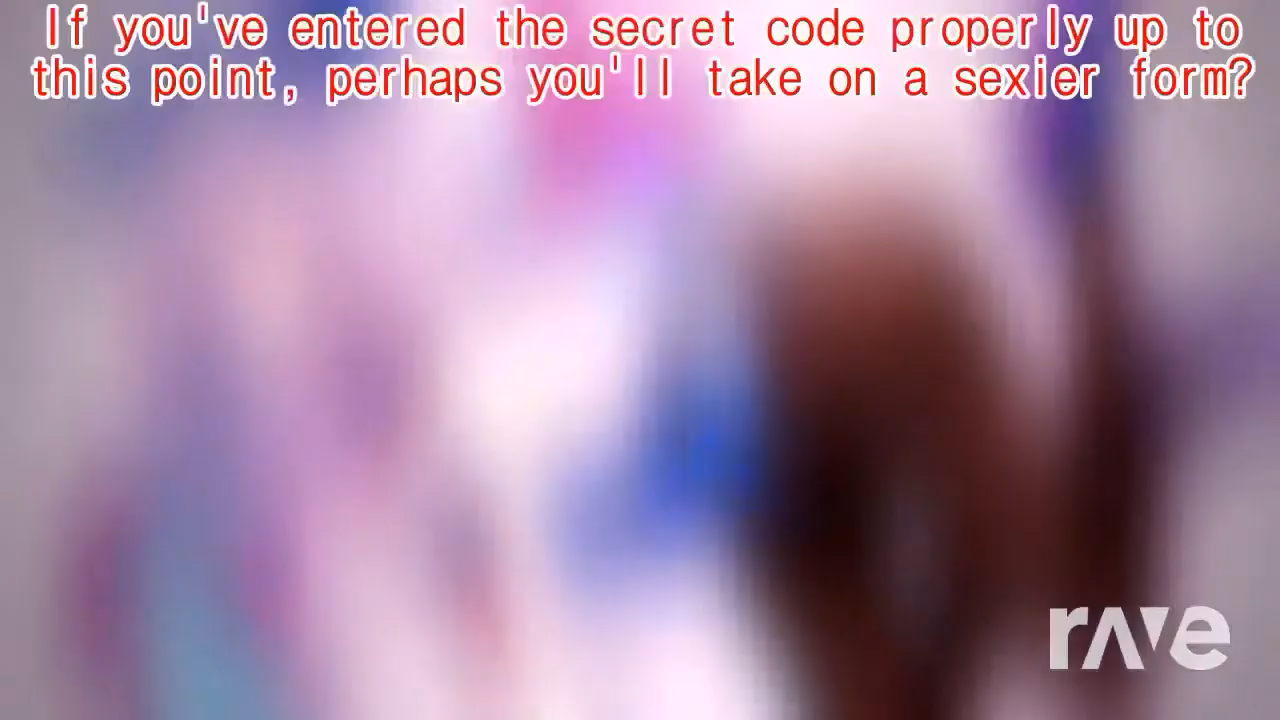 If you've entered the secret code properly up to
this point, perhaps you'll take on a sexier form?
rave